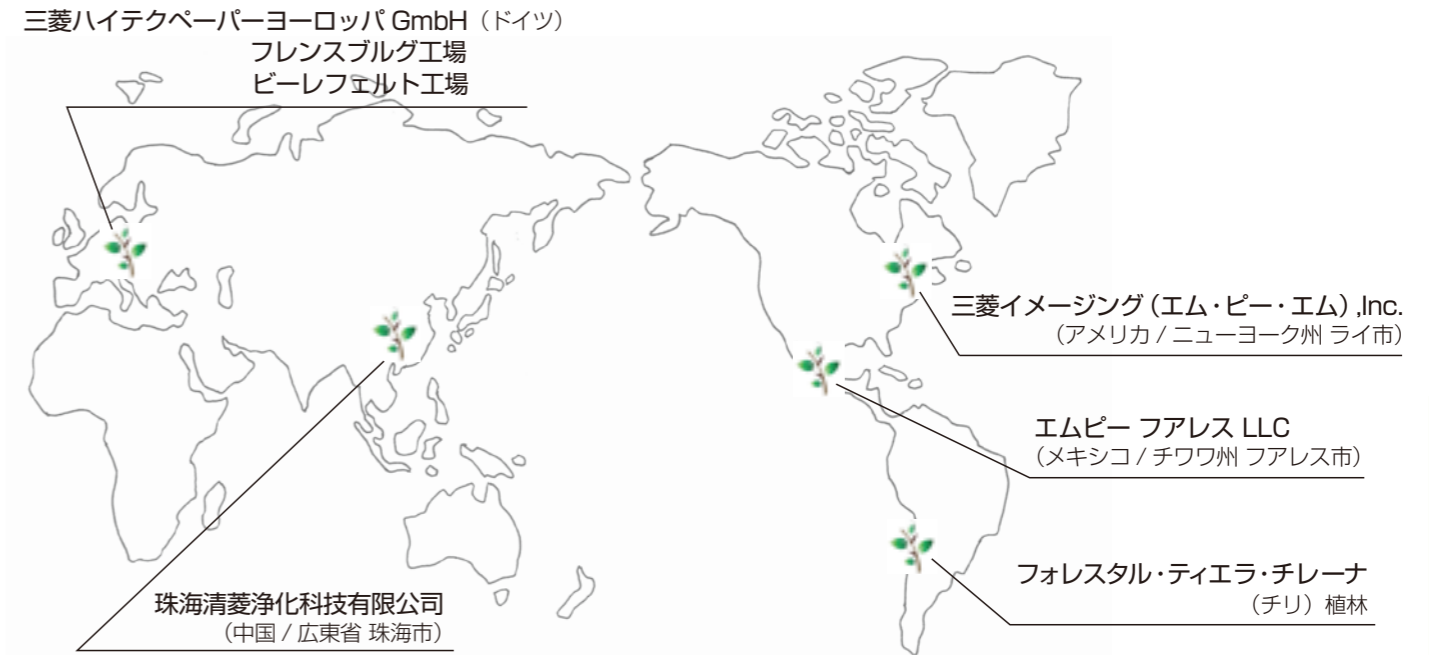 三菱ハイテクペーパーヨーロッパ GmbH（ドイツ）
フレンスブルグ工場
ビーレフェルト工場
三菱イメージング（エム・ピー・エム）,Inc.
（アメリカ / ニューヨーク州 ライ市）
エムピー フアレス LLC
（メキシコ / チワワ州 フアレス市）
フォレスタル・ティエラ・チレーナ
（チリ）植林
珠海清菱浄化科技有限公司
（中国 / 広東省 珠海市）